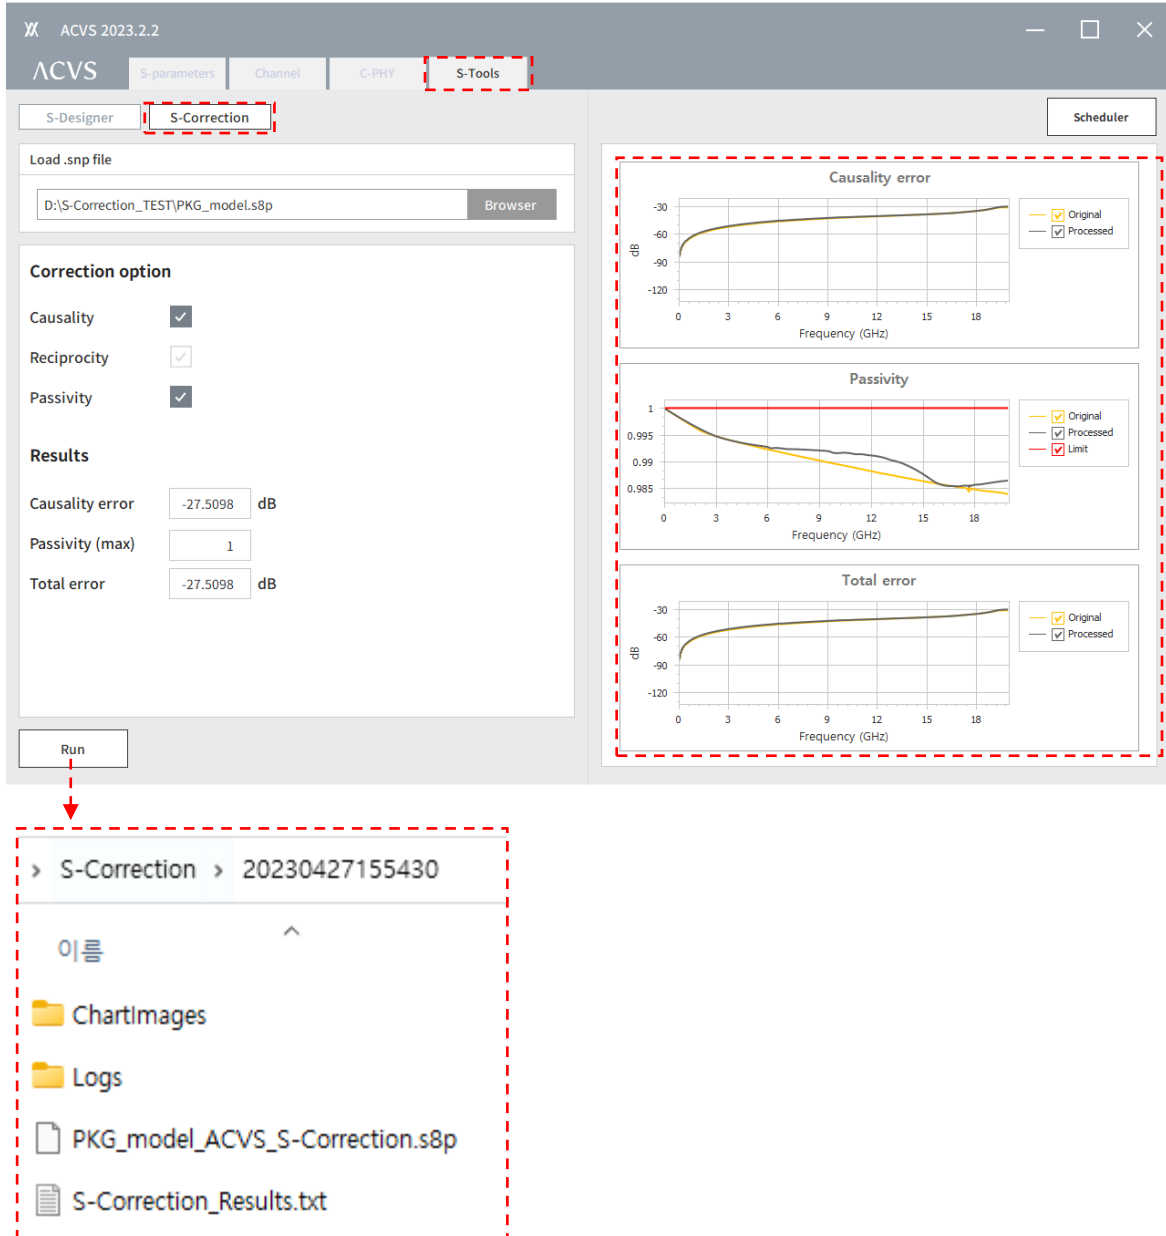 ACVS 2023.2.2
ACVS
S-parameters Channel C-PHY S-Tools
S-Designer S-Correction
Scheduler
Load .snp file
D:\S-Correction_TEST\PKG_model.s8p Browser
Correction option
Causality
Reciprocity
Passivity
Results
Causality error -27.5098 dB
Passivity (max) 1
Total error -27.5098 dB
Run
Causality error
-30
-60
-90
-120
dB
0 3 6 9 12 15 18
Frequency (GHz)
Original
Processed
Passivity
1
0.995
0.99
0.985
0 3 6 9 12 15 18
Frequency (GHz)
Original
Processed
Limit
Total error
-30
-60
-90
-120
dB
0 3 6 9 12 15 18
Frequency (GHz)
Original
Processed
> S-Correction > 20230427155430
이름
ChartImages
Logs
PKG_model_ACVS_S-Correction.s8p
S-Correction_Results.txt